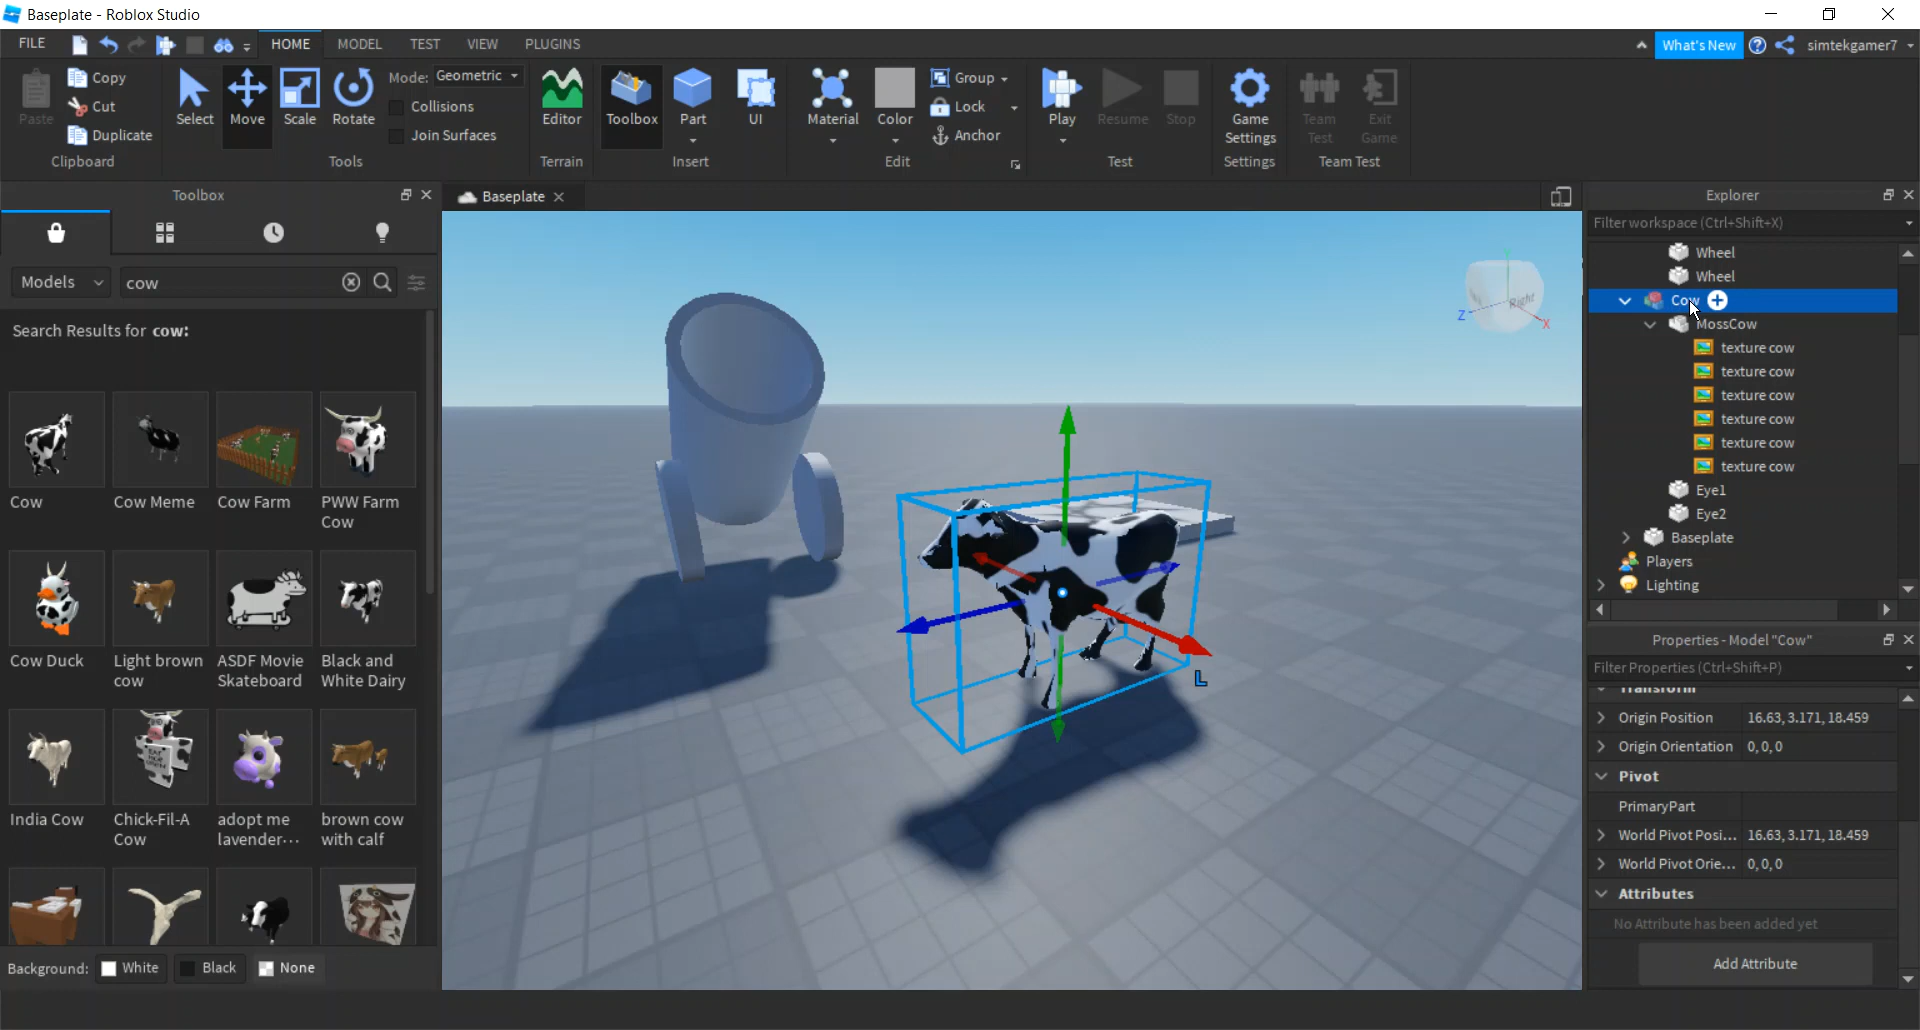 Baseplate - Roblox Studio
FILE
HOME
MODEL
TEST
VIEW
PLUGINS
What's New
simtekgamer7
Paste
Copy
Cut
Duplicate
Clipboard
Select
Move
Scale
Rotate
Mode: Geometric
Collisions
Join Surfaces
Tools
Editor
Terrain
Toolbox
Part
UI
Insert
Material
Color
Group
Lock
Anchor
Edit
Play
Resume
Stop
Test
Game
Settings
Settings
Team
Test
Exit
Game
Team Test
Toolbox
Models
cow
Search Results for cow:
Cow
Cow Meme
Cow Farm
PWW Farm
Cow
Cow Duck
Light brown
cow
ASDF Movie
Skateboard
Black and
White Dairy
India Cow
Chick-Fil-A
Cow
adopt me
lavender···
brown cow
with calf
Background:
White
Black
None
Baseplate
Right
Y
Z
X
L
Explorer
Filter workspace (Ctrl+Shift+X)
Wheel
Wheel
Cow
MossCow
texture cow
texture cow
texture cow
texture cow
texture cow
texture cow
Eye1
Eye2
Baseplate
Players
Lighting
Properties - Model "Cow"
Filter Properties (Ctrl+Shift+P)
Transform
Origin Position 16.63, 3.171, 18.459
Origin Orientation 0, 0, 0
Pivot
PrimaryPart
World Pivot Posi... 16.63, 3.171, 18.459
World Pivot Orie... 0, 0, 0
Attributes
No Attribute has been added yet
Add Attribute